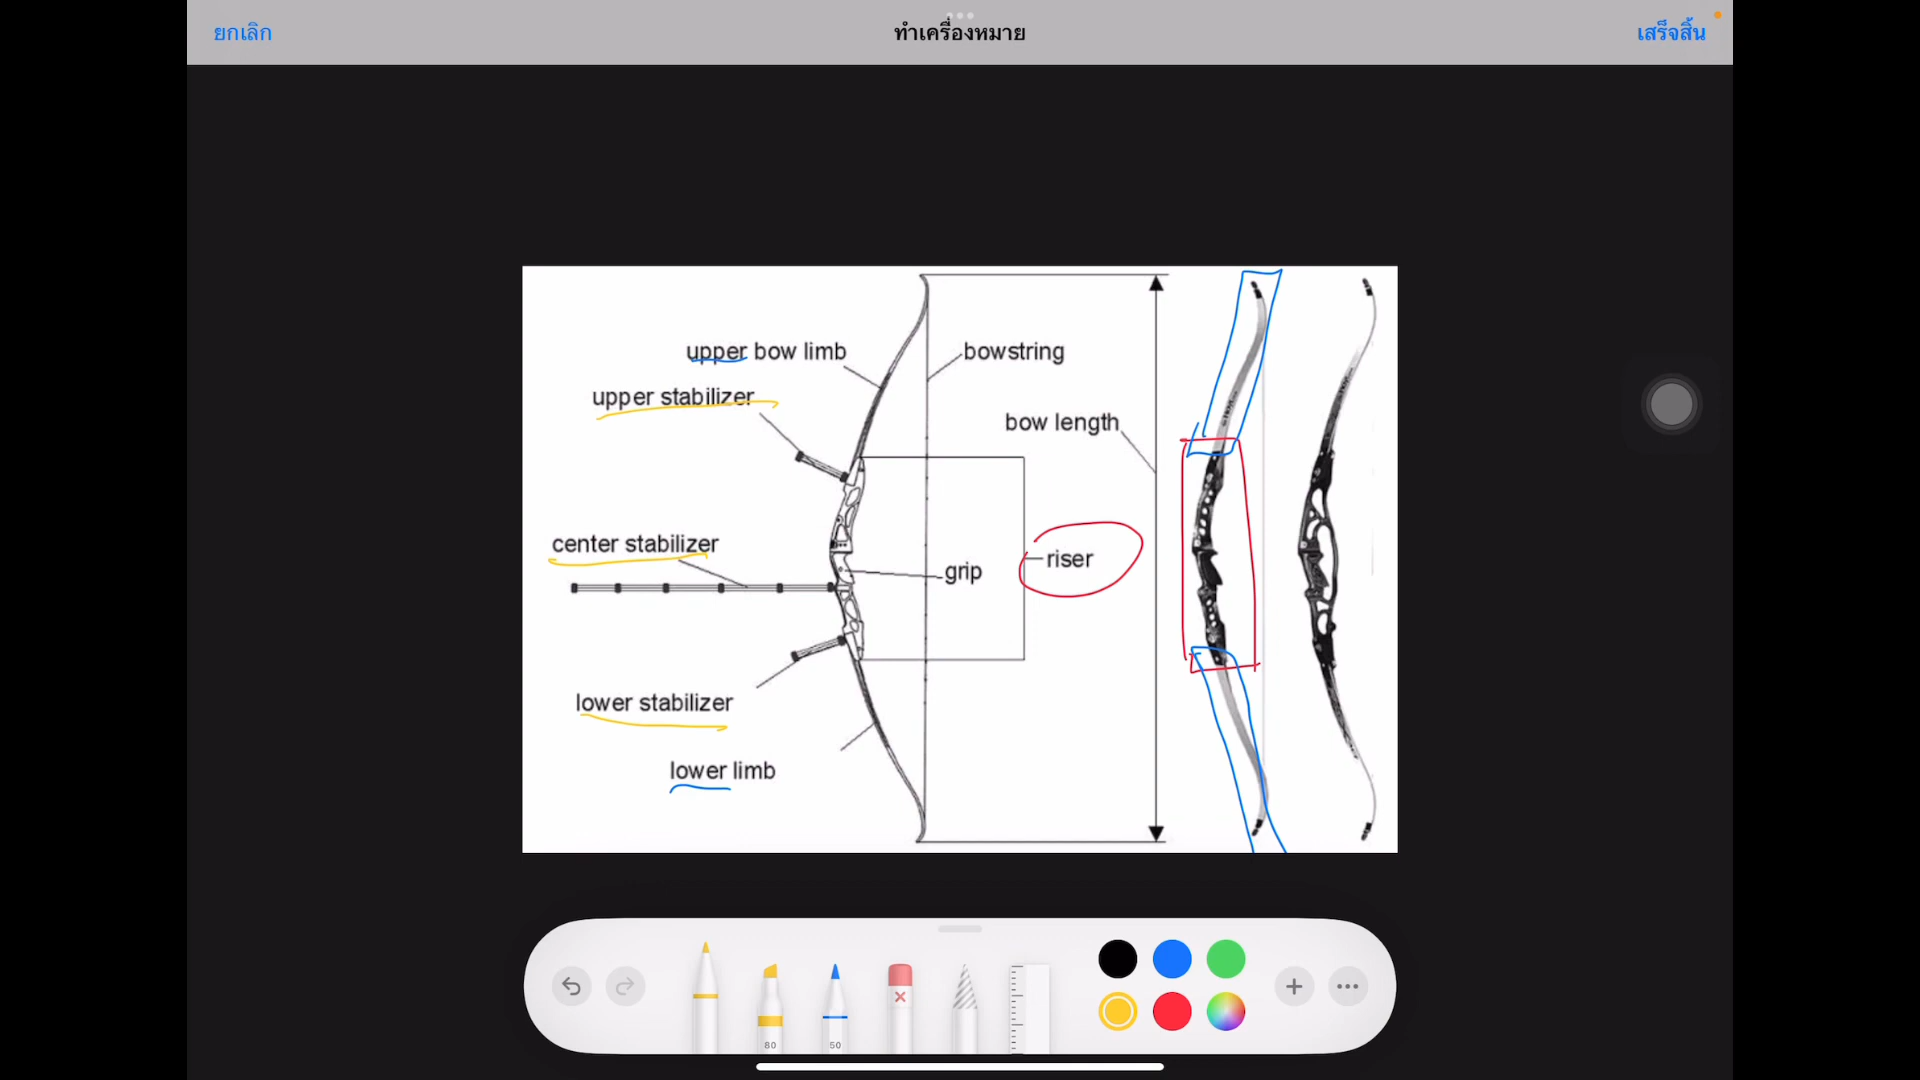 ยกเลิก
ทำเครื่องหมาย
เสร็จสิ้น
upper bow limb
bowstring
upper stabilizer
bow length
center stabilizer
riser
grip
lower stabilizer
lower limb
80
50